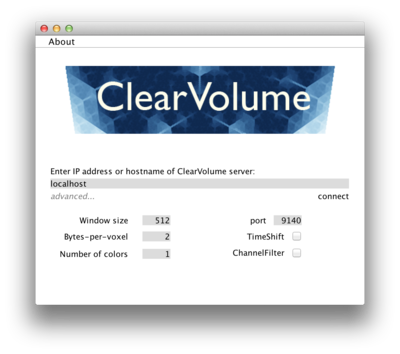 About
ClearVolume
Enter IP address or hostname of ClearVolume server:
localhost
advanced... connect
Window size 512 port 9140
Bytes-per-voxel 2 TimeShift
Number of colors 1 ChannelFilter